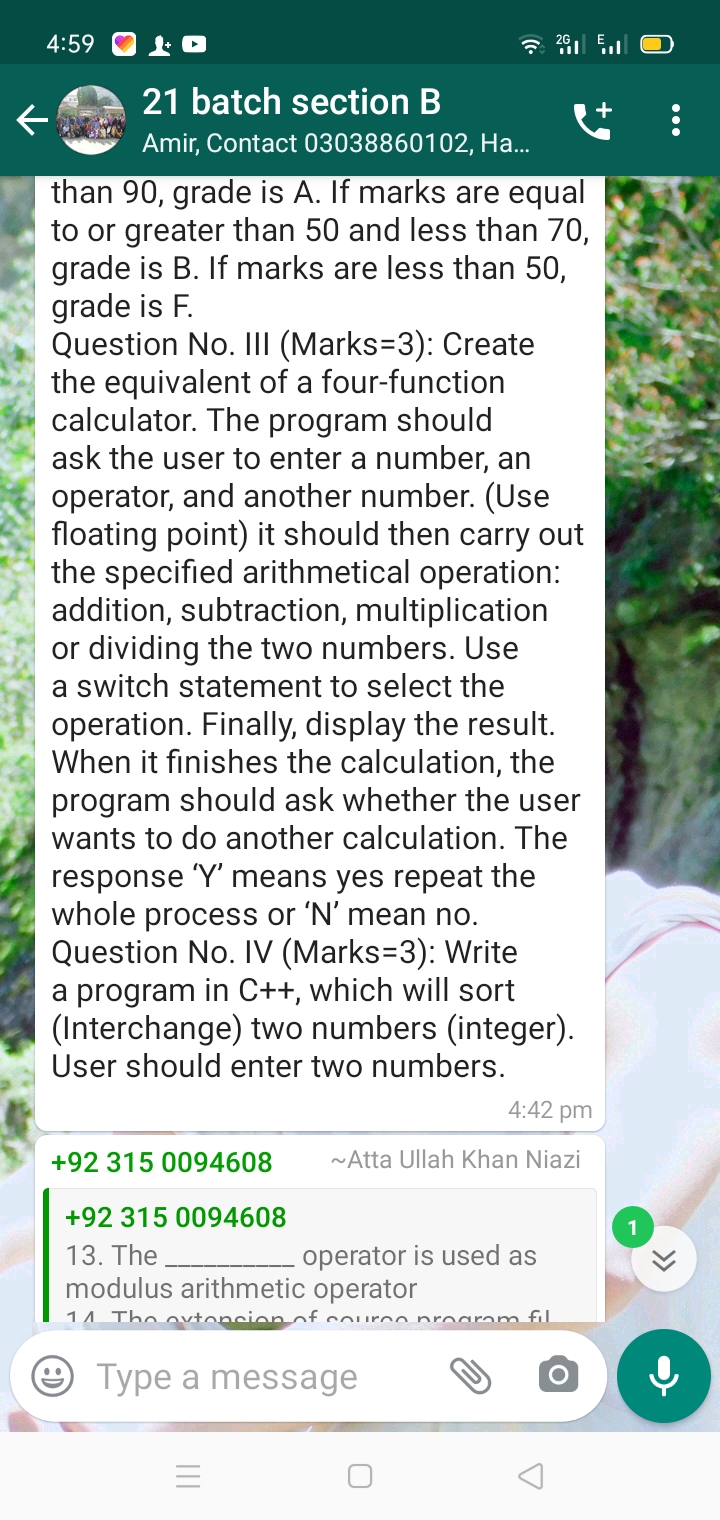 4:59
2G
E
21 batch section B
Amir, Contact 03038860102, Ha...
than 90, grade is A. If marks are equal
to or greater than 50 and less than 70,
grade is B. If marks are less than 50,
grade is F.
Question No. III (Marks=3): Create
the equivalent of a four-function
calculator. The program should
ask the user to enter a number, an
operator, and another number. (Use
floating point) it should then carry out
the specified arithmetical operation:
addition, subtraction, multiplication
or dividing the two numbers. Use
a switch statement to select the
operation. Finally, display the result.
When it finishes the calculation, the
program should ask whether the user
wants to do another calculation. The
response ‘Y’ means yes repeat the
whole process or ‘N’ mean no.
Question No. IV (Marks=3): Write
a program in C++, which will sort
(Interchange) two numbers (integer).
User should enter two numbers.
4:42 pm
+92 315 0094608 ~Atta Ullah Khan Niazi
+92 315 0094608
13. The __________ operator is used as
modulus arithmetic operator
14. The extension of source program fil
1
Type a message